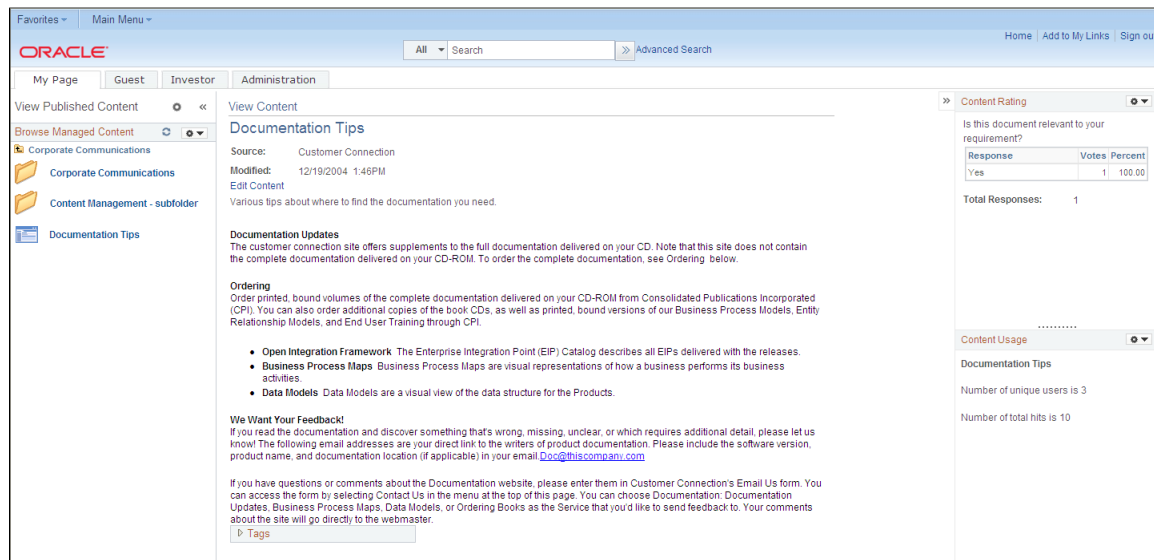 Favorites Main Menu
Home Add to My Links Sign ou
ORACLE
All Search Advanced Search
My Page Guest Investor Administration
View Published Content
Browse Managed Content
Corporate Communications
Corporate Communications
Content Management - subfolder
Documentation Tips
View Content
Documentation Tips
Source: Customer Connection
Modified: 12/19/2004 1:46PM
Edit Content
Various tips about where to find the documentation you need.
Documentation Updates
The customer connection site offers supplements to the full documentation delivered on your CD. Note that this site does not contain
the complete documentation delivered on your CD-ROM. To order the complete documentation, see Ordering below.
Ordering
Order printed, bound volumes of the complete documentation delivered on your CD-ROM from Consolidated Publications Incorporated
(CPI). You can also order additional copies of the book CDs, as well as printed, bound versions of our Business Process Models, Entity
Relationship Models, and End User Training through CPI.
• Open Integration Framework The Enterprise Integration Point (EIP) Catalog describes all EIPs delivered with the releases.
• Business Process Maps Business Process Maps are visual representations of how a business performs its business
activities.
• Data Models Data Models are a visual view of the data structure for the Products.
We Want Your Feedback!
If you read the documentation and discover something that's wrong, missing, unclear, or which requires additional detail, please let us
know! The following email addresses are your direct link to the writers of product documentation. Please include the software version,
product name, and documentation location (if applicable) in your email.Doc@thiscompany.com
If you have questions or comments about the Documentation website, please enter them in Customer Connection's Email Us form. You
can access the form by selecting Contact Us in the menu at the top of this page. You can choose Documentation: Documentation
Updates, Business Process Maps, Data Models, or Ordering Books as the Service that you'd like to send feedback to. Your comments
about the site will go directly to the webmaster.
Tags
Content Rating
Is this document relevant to your
requirement?
Response Votes Percent
Yes 1 100.00
Total Responses: 1
Content Usage
Documentation Tips
Number of unique users is 3
Number of total hits is 10